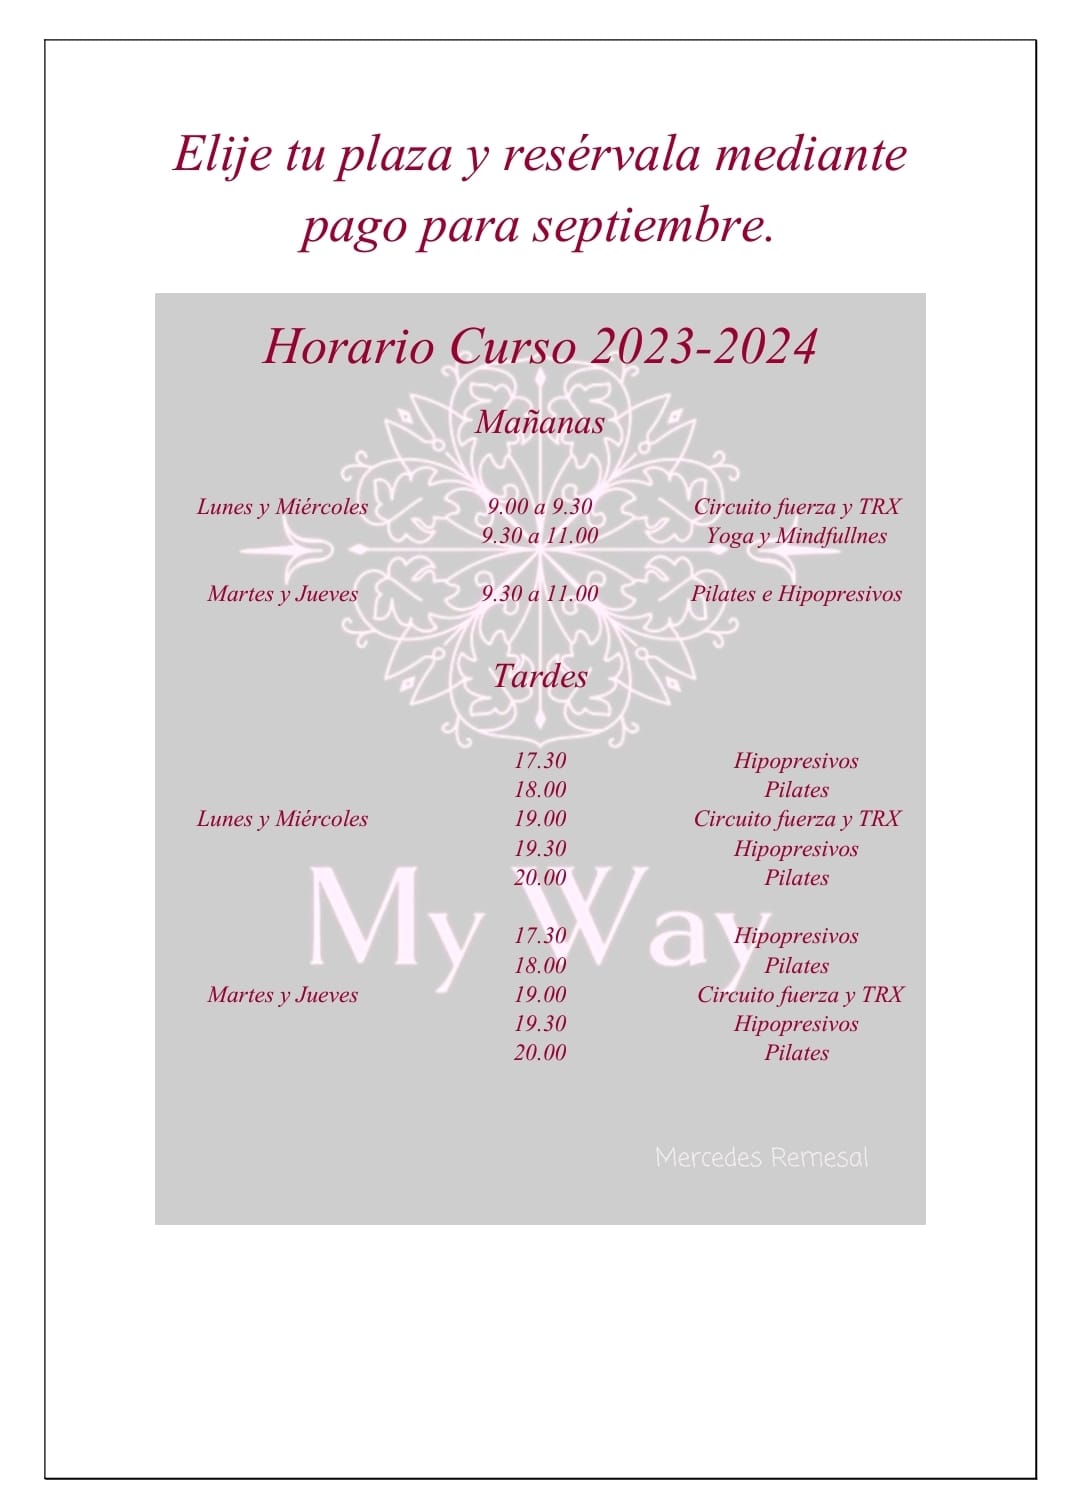 Elije tu plaza y resérvala mediante
pago para septiembre.
Horario Curso 2023-2024
Mañanas
Lunes y Miércoles 9.00 a 9.30 Circuito fuerza y TRX
9.30 a 11.00 Yoga y Mindfullnes
Martes y Jueves 9.30 a 11.00 Pilates e Hipopresivos
Tardes
17.30 Hipopresivos
18.00 Pilates
Lunes y Miércoles 19.00 Circuito fuerza y TRX
19.30 Hipopresivos
20.00 Pilates
My Way
17.30 Hipopresivos
18.00 Pilates
Martes y Jueves 19.00 Circuito fuerza y TRX
19.30 Hipopresivos
20.00 Pilates
Mercedes Remesal